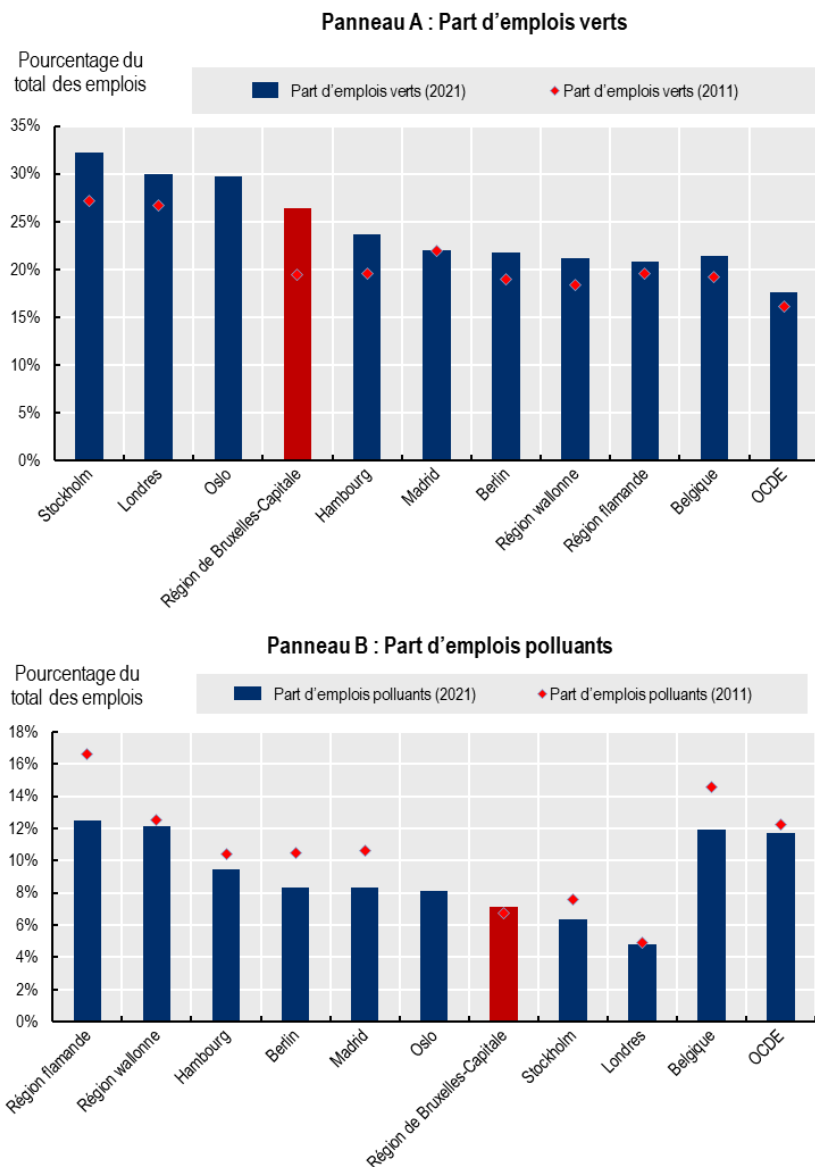 Panneau A : Part d'emplois verts
Pourcentage du
total des emplois
Part d'emplois verts (2021)
Part d'emplois verts (2011)
35%
30%
25%
20%
15%
10%
5%
0%
Stockholm
Londres
Oslo
Région de Bruxelles-Capitale
Hambourg
Madrid
Berlin
Région wallonne
Région flamande
Belgique
OCDE
Panneau B : Part d'emplois polluants
Pourcentage du
total des emplois
Part d'emplois polluants (2021)
Part d'emplois polluants (2011)
18%
16%
14%
12%
10%
8%
6%
4%
2%
0%
Région flamande
Région wallonne
Hambourg
Berlin
Madrid
Oslo
Région de Bruxelles-Capitale
Stockholm
Londres
Belgique
OCDE